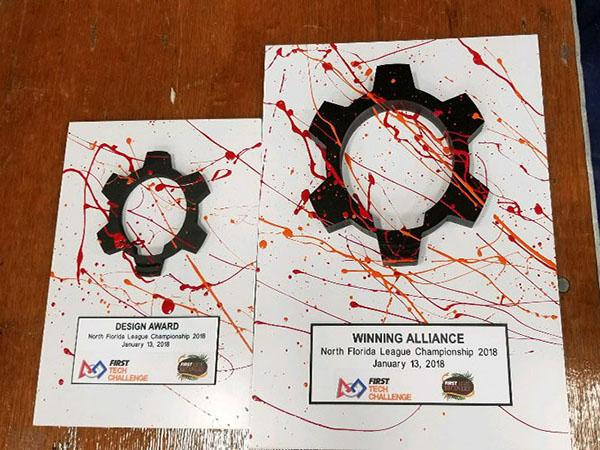 DESIGN AWARD
North Florida League Championship 2018
January 13, 2018
FIRST
TECH
CHALLENGE
WINNING ALLIANCE
North Florida League Championship 2018
January 13, 2018
FIRST
TECH
CHALLENGE
FIRST